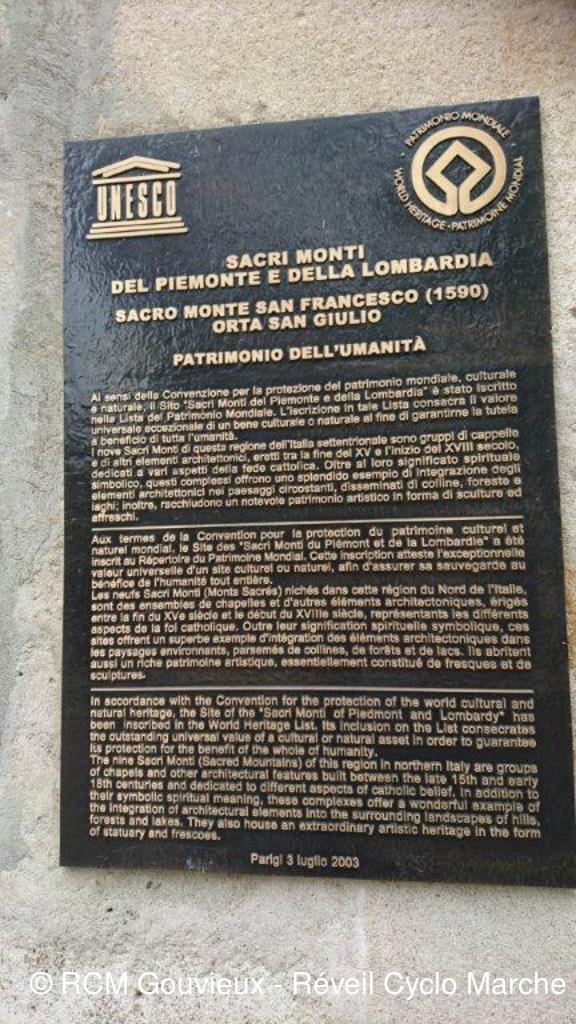 UNESCO
PATRIMONIO MONDIALE · WORLD HERITAGE · PATRIMOINE MONDIAL
SACRI MONTI
DEL PIEMONTE E DELLA LOMBARDIA
SACRO MONTE SAN FRANCESCO (1590)
ORTA SAN GIULIO
PATRIMONIO DELL'UMANITÀ
Ai sensi della Convenzione per la protezione del patrimonio mondiale, culturale
e naturale, il Sito "Sacri Monti del Piemonte e della Lombardia" è stato iscritto
nella Lista del Patrimonio Mondiale. L'iscrizione in tale Lista consacra il valore
universale eccezionale di un bene culturale o naturale al fine di garantirne la tutela
a beneficio di tutta l'umanità.
I nove Sacri Monti di questa regione dell'Italia settentrionale sono gruppi di cappelle
e di altri elementi architettonici, eretti tra la fine del XV e l'inizio del XVIII secolo,
dedicati a vari aspetti della fede cattolica. Oltre al loro significato spirituale
simbolico, questi complessi offrono uno splendido esempio di integrazione degli
elementi architettonici nei paesaggi circostanti, disseminati di colline, foreste e
laghi; inoltre, racchiudono un notevole patrimonio artistico in forma di sculture ed
affreschi.
Aux termes de la Convention pour la protection du patrimoine culturel et
naturel mondial, le Site des "Sacri Monti du Piémont et de la Lombardie" a été
inscrit au Répertoire du Patrimoine Mondial. Cette inscription atteste l'exceptionnelle
valeur universelle d'un site culturel ou naturel, afin d'assurer sa sauvegarde au
bénéfice de l'humanité tout entière.
Les neufs Sacri Monti (Monts Sacrés) nichés dans cette région du Nord de l'Italie,
sont des ensembles de chapelles et d'autres éléments architectoniques, érigés
entre la fin du XVe siècle et le début du XVIIIe siècle, représentants les différents
aspects de la foi catholique. Outre leur signification spirituelle symbolique, ces
sites offrent un superbe exemple d'intégration des éléments architectoniques dans
les paysages environnants, parsemés de collines, de forêts et de lacs. Ils abritent
aussi un riche patrimoine artistique, essentiellement constitué de fresques et de
sculptures.
In accordance with the Convention for the protection of the world cultural and
natural heritage, the Site of the "Sacri Monti of Piedmont and Lombardy" has
been inscribed in the World Heritage List. Its inclusion on the List consecrates
the outstanding universal value of a cultural or natural asset in order to guarantee
its protection for the benefit of the whole of humanity.
The nine Sacri Monti (Sacred Mountains) of this region in northern Italy are groups
of chapels and other architectural features built between the late 15th and early
18th centuries and dedicated to different aspects of catholic belief. In addition to
their symbolic spiritual meaning, these complexes offer a wonderful example of
the integration of architectural elements into the surrounding landscapes of hills,
forests and lakes. They also house an extraordinary artistic heritage in the form
of statuary and frescoes.
Parigi 3 luglio 2003
© RCM Gouvieux - Réveil Cyclo Marche